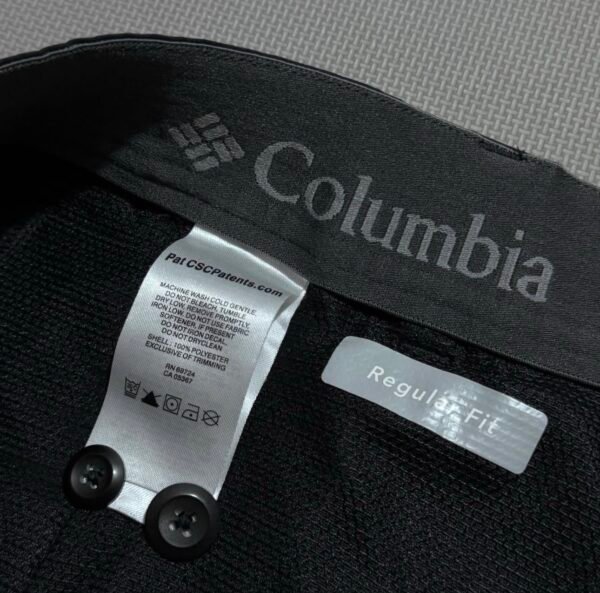 Columbia
Pat CSCPatents.com
MACHINE WASH COLD GENTLE,
DO NOT BLEACH, TUMBLE
DRY LOW, REMOVE PROMPTLY,
IRON LOW. DO NOT USE FABRIC
SOFTENER. IF PRESENT
DO NOT IRON DECAL
DO NOT DRYCLEAN
SHELL: 100% POLYESTER
EXCLUSIVE OF TRIMMING
RN 69724
CA 05367
Regular Fit